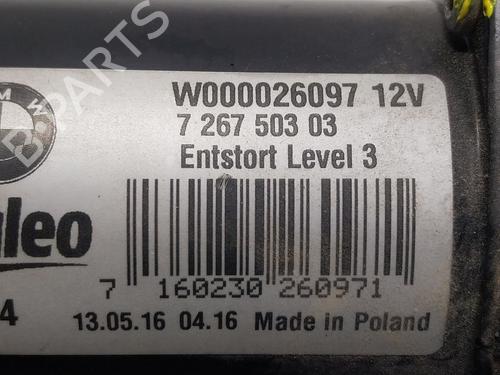 W000026097 12V
7 267 503 03
Entstort Level 3
7 160230 260971
4
13.05.16 04.16 Made in Poland
B-PARTS